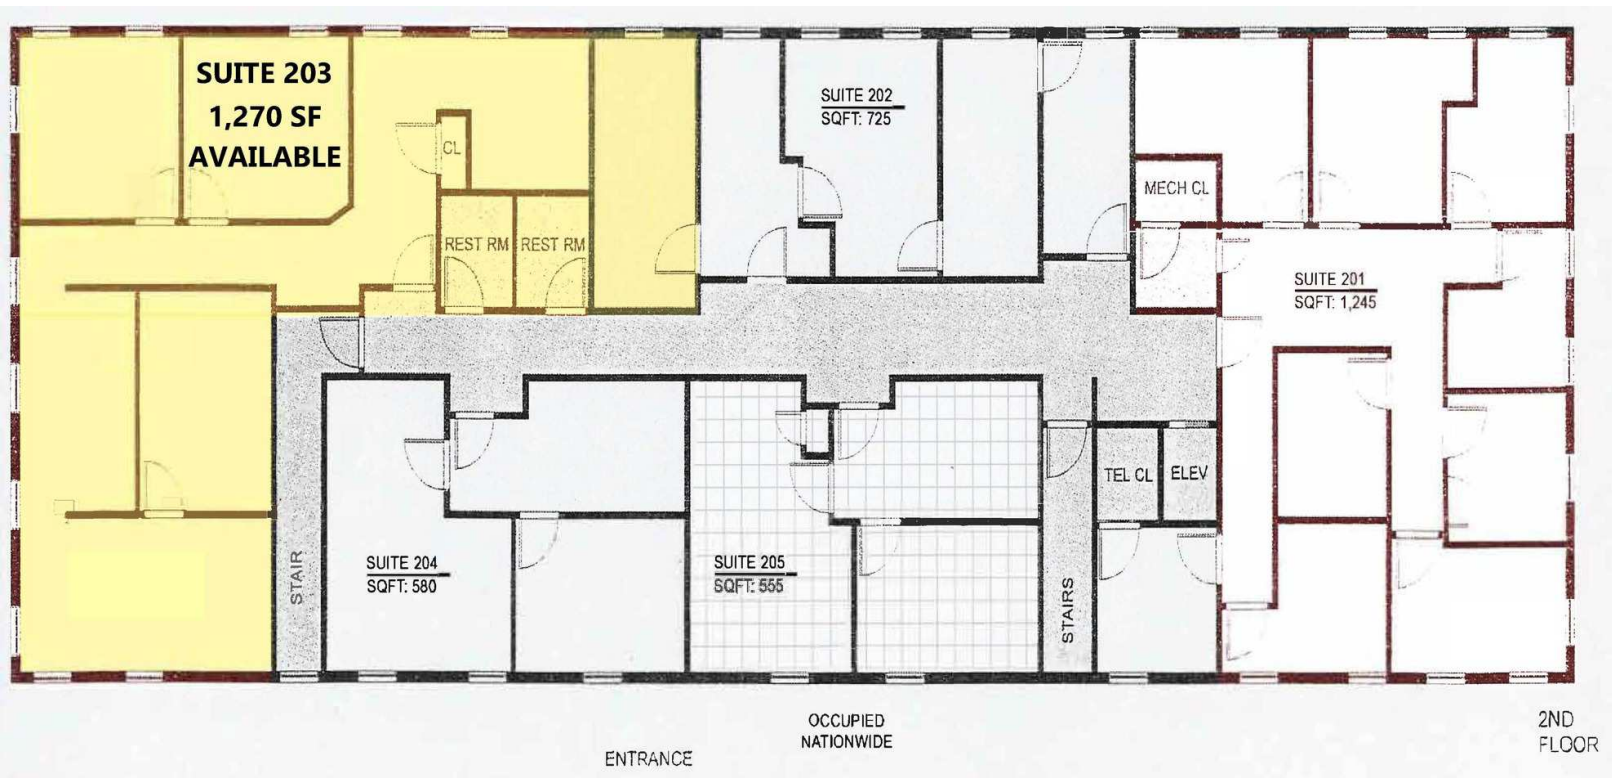 SUITE 203
1,270 SF
AVAILABLE
CL
REST RM
REST RM
SUITE 202
SQFT: 725
MECH CL
SUITE 201
SQFT: 1,245
TEL CL
ELEV
STAIR
SUITE 204
SQFT: 580
SUITE 205
SQFT: 555
STAIRS
OCCUPIED
NATIONWIDE
ENTRANCE
2ND
FLOOR